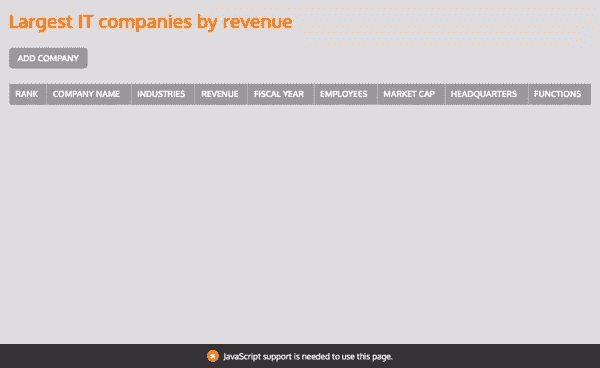 Largest IT companies by revenue
ADD COMPANY
RANK COMPANY NAME INDUSTRIES REVENUE FISCAL YEAR EMPLOYEES MARKET CAP HEADQUARTERS FUNCTIONS
JavaScript support is needed to use this page.